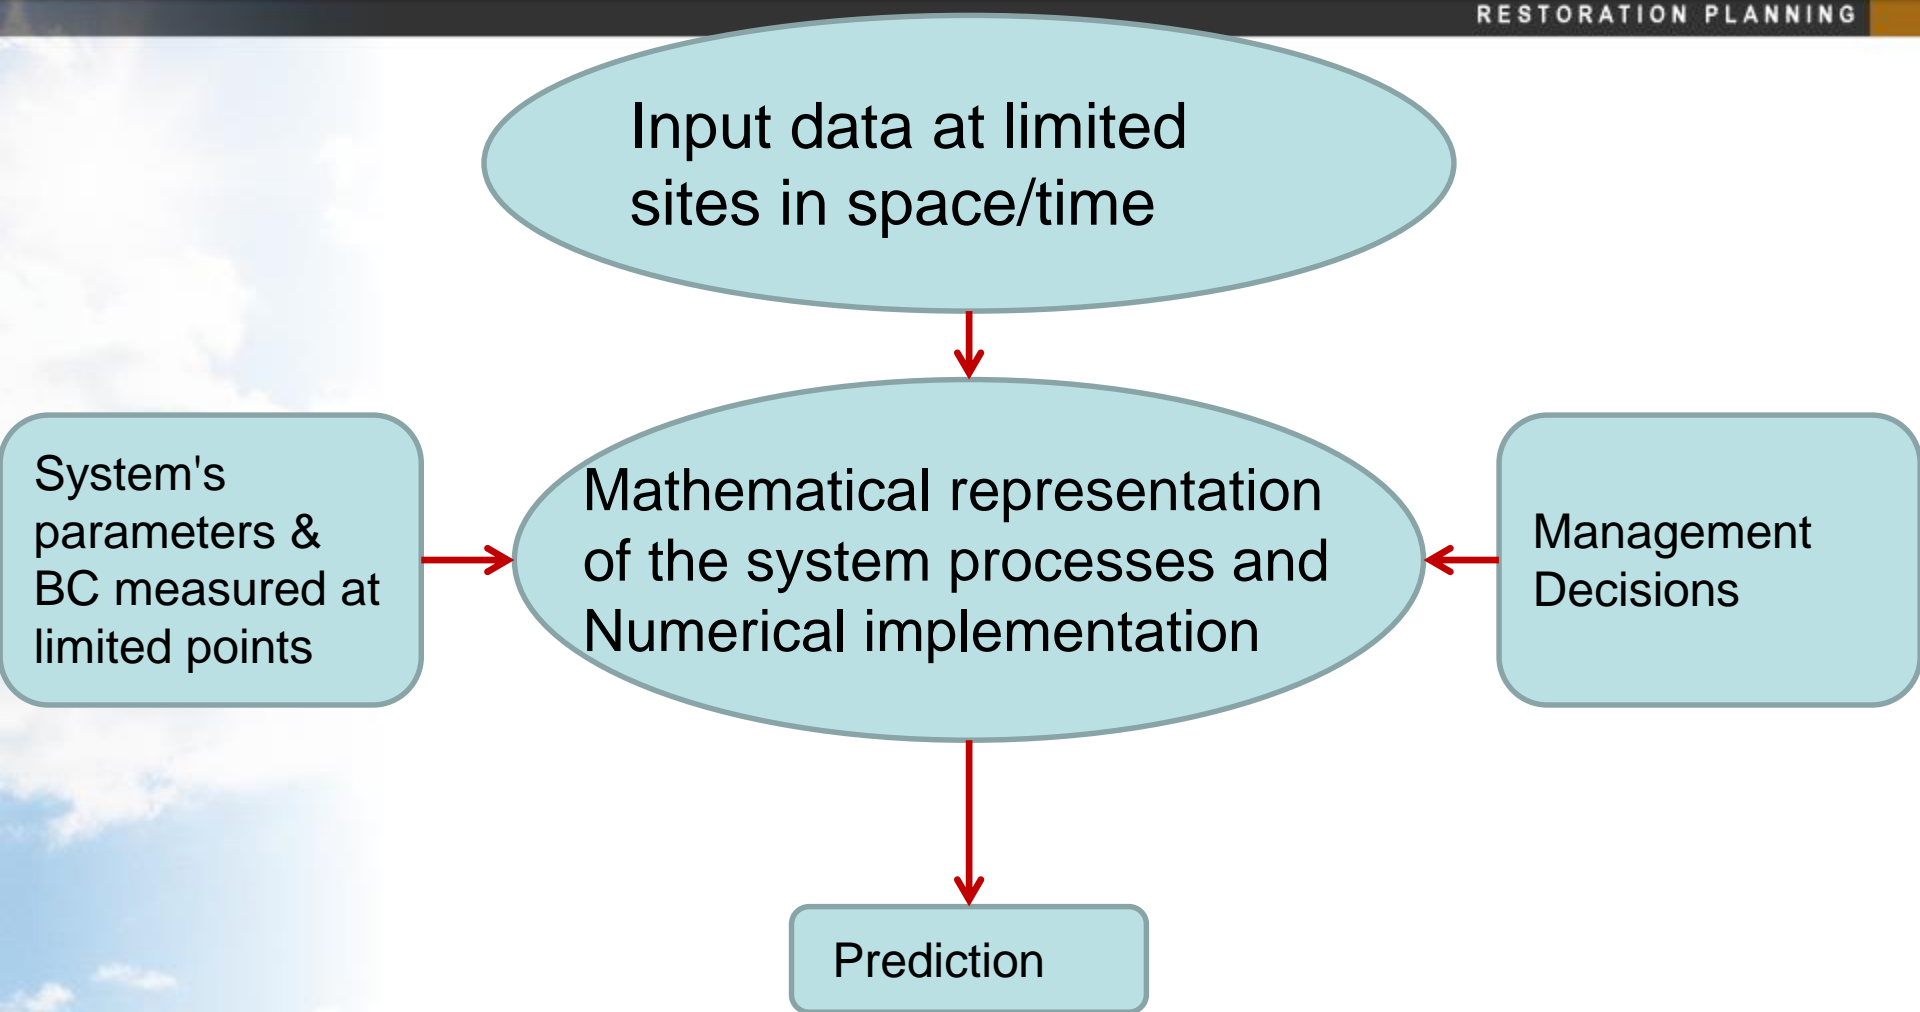 RESTORATION PLANNING
Input data at limited
sites in space/time
System's
parameters &
BC measured at
limited points
Mathematical representation
of the system processes and
Numerical implementation
Management
Decisions
Prediction